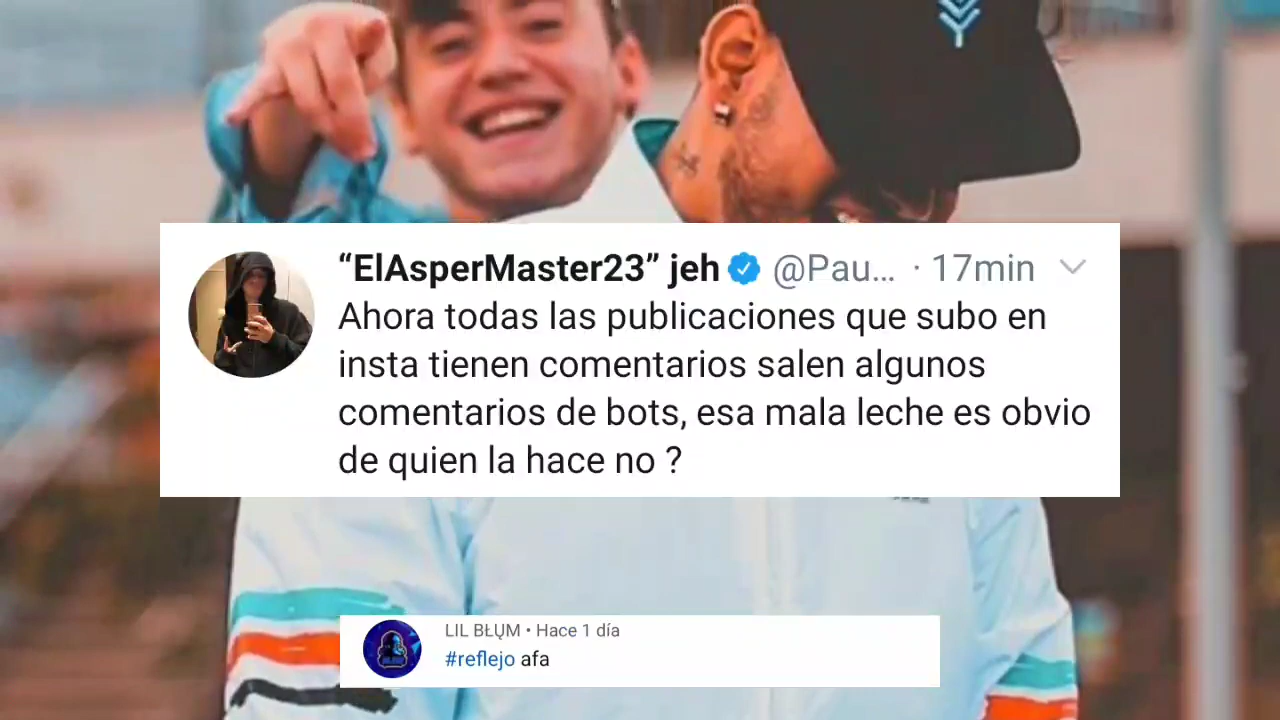 “ElAsperMaster23” jeh @Pau... · 17min
Ahora todas las publicaciones que subo en
insta tienen comentarios salen algunos
comentarios de bots, esa mala leche es obvio
de quien la hace no ?
LIL BŁŲM • Hace 1 día
#reflejo afa